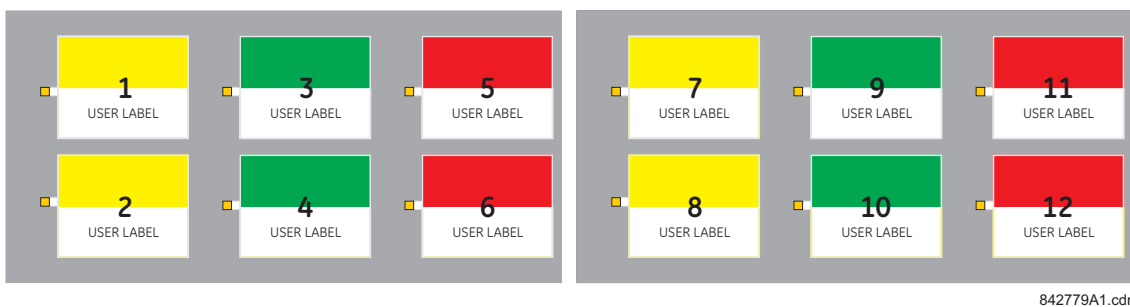 1 3 5 7 9 11
USER LABEL USER LABEL USER LABEL USER LABEL USER LABEL USER LABEL
2 4 6 8 10 12
USER LABEL USER LABEL USER LABEL USER LABEL USER LABEL USER LABEL
842779A1.cdr